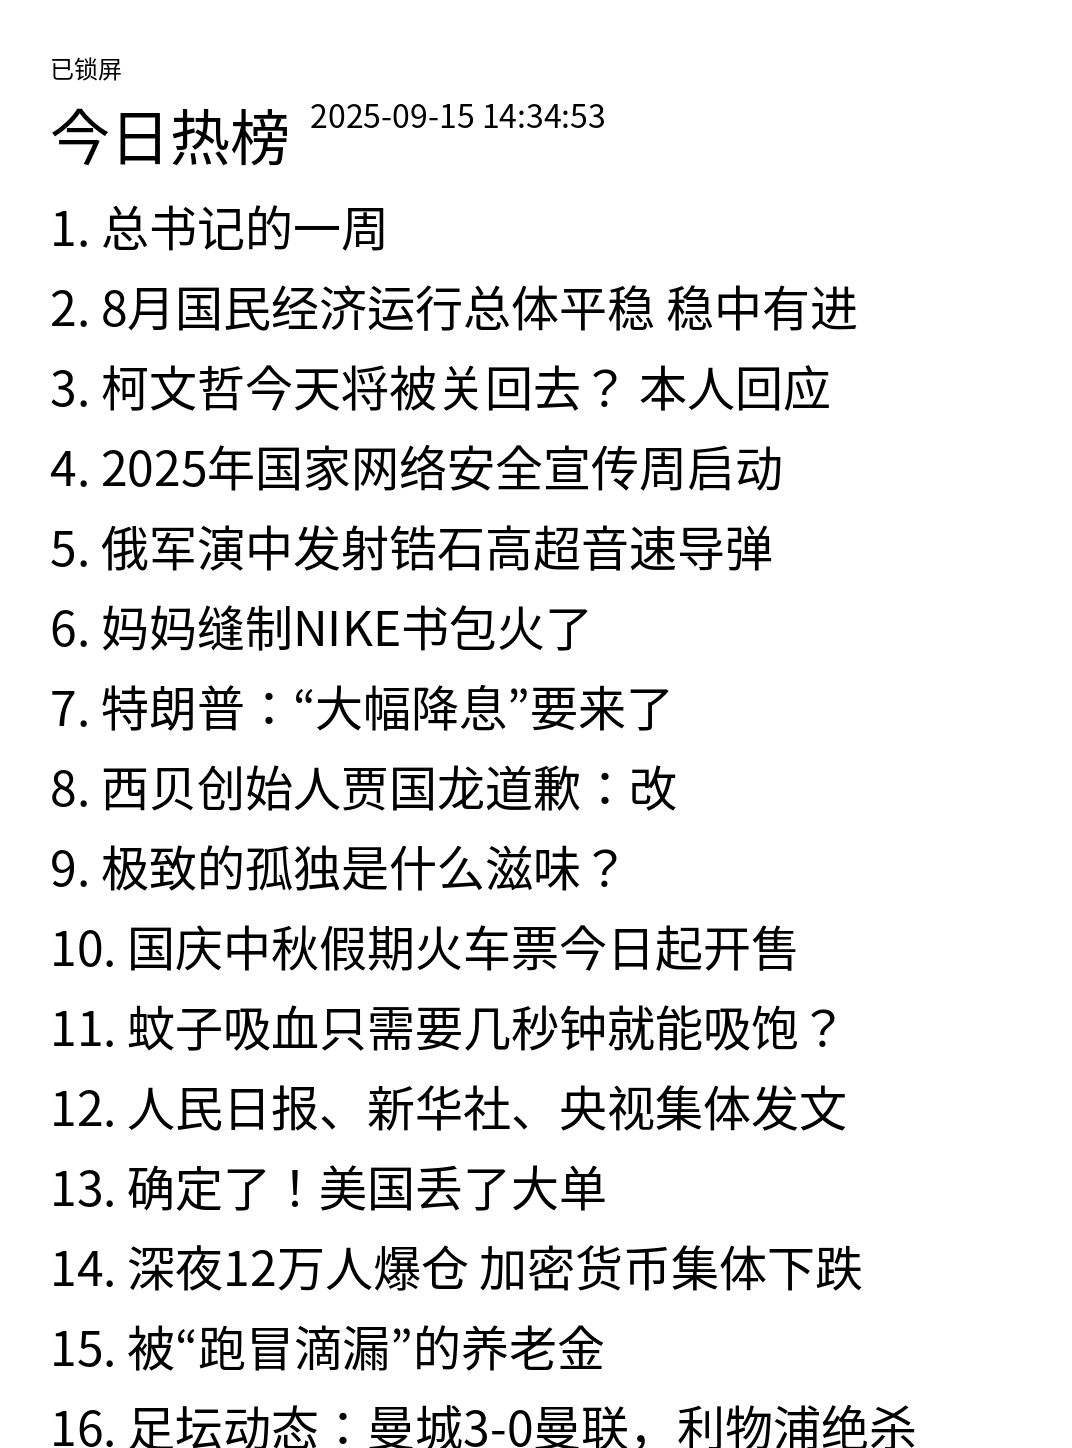 已锁屏
今日热榜 2025-09-15 14:34:53
1. 总书记的一周
2. 8月国民经济运行总体平稳 稳中有进
3. 柯文哲今天将被关回去？ 本人回应
4. 2025年国家网络安全宣传周启动
5. 俄军演中发射锆石高超音速导弹
6. 妈妈缝制NIKE书包火了
7. 特朗普：“大幅降息”要来了
8. 西贝创始人贾国龙道歉：改
9. 极致的孤独是什么滋味？
10. 国庆中秋假期火车票今日起开售
11. 蚊子吸血只需要几秒钟就能吸饱？
12. 人民日报、新华社、央视集体发文
13. 确定了！美国丢了大单
14. 深夜12万人爆仓 加密货币集体下跌
15. 被“跑冒滴漏”的养老金
16. 足坛动态：曼城3-0曼联，利物浦绝杀